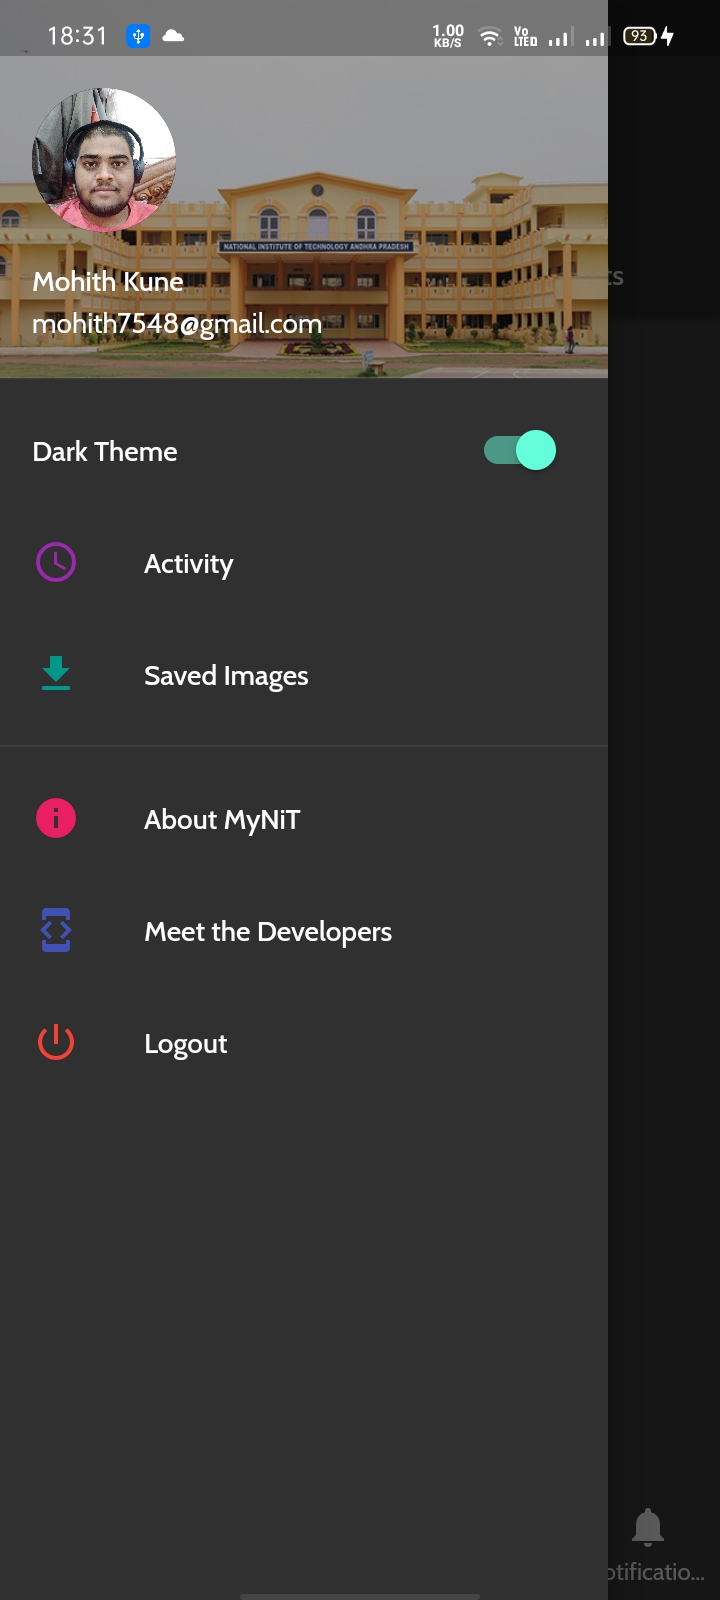 18:31
1.00
KB/S
Vo
LTE
93
NATIONAL INSTITUTE OF TECHNOLOGY ANDHRA PRADESH
Mohith Kune
mohith7548@gmail.com
ts
Dark Theme
Activity
Saved Images
About MyNiT
Meet the Developers
Logout
otificatio...